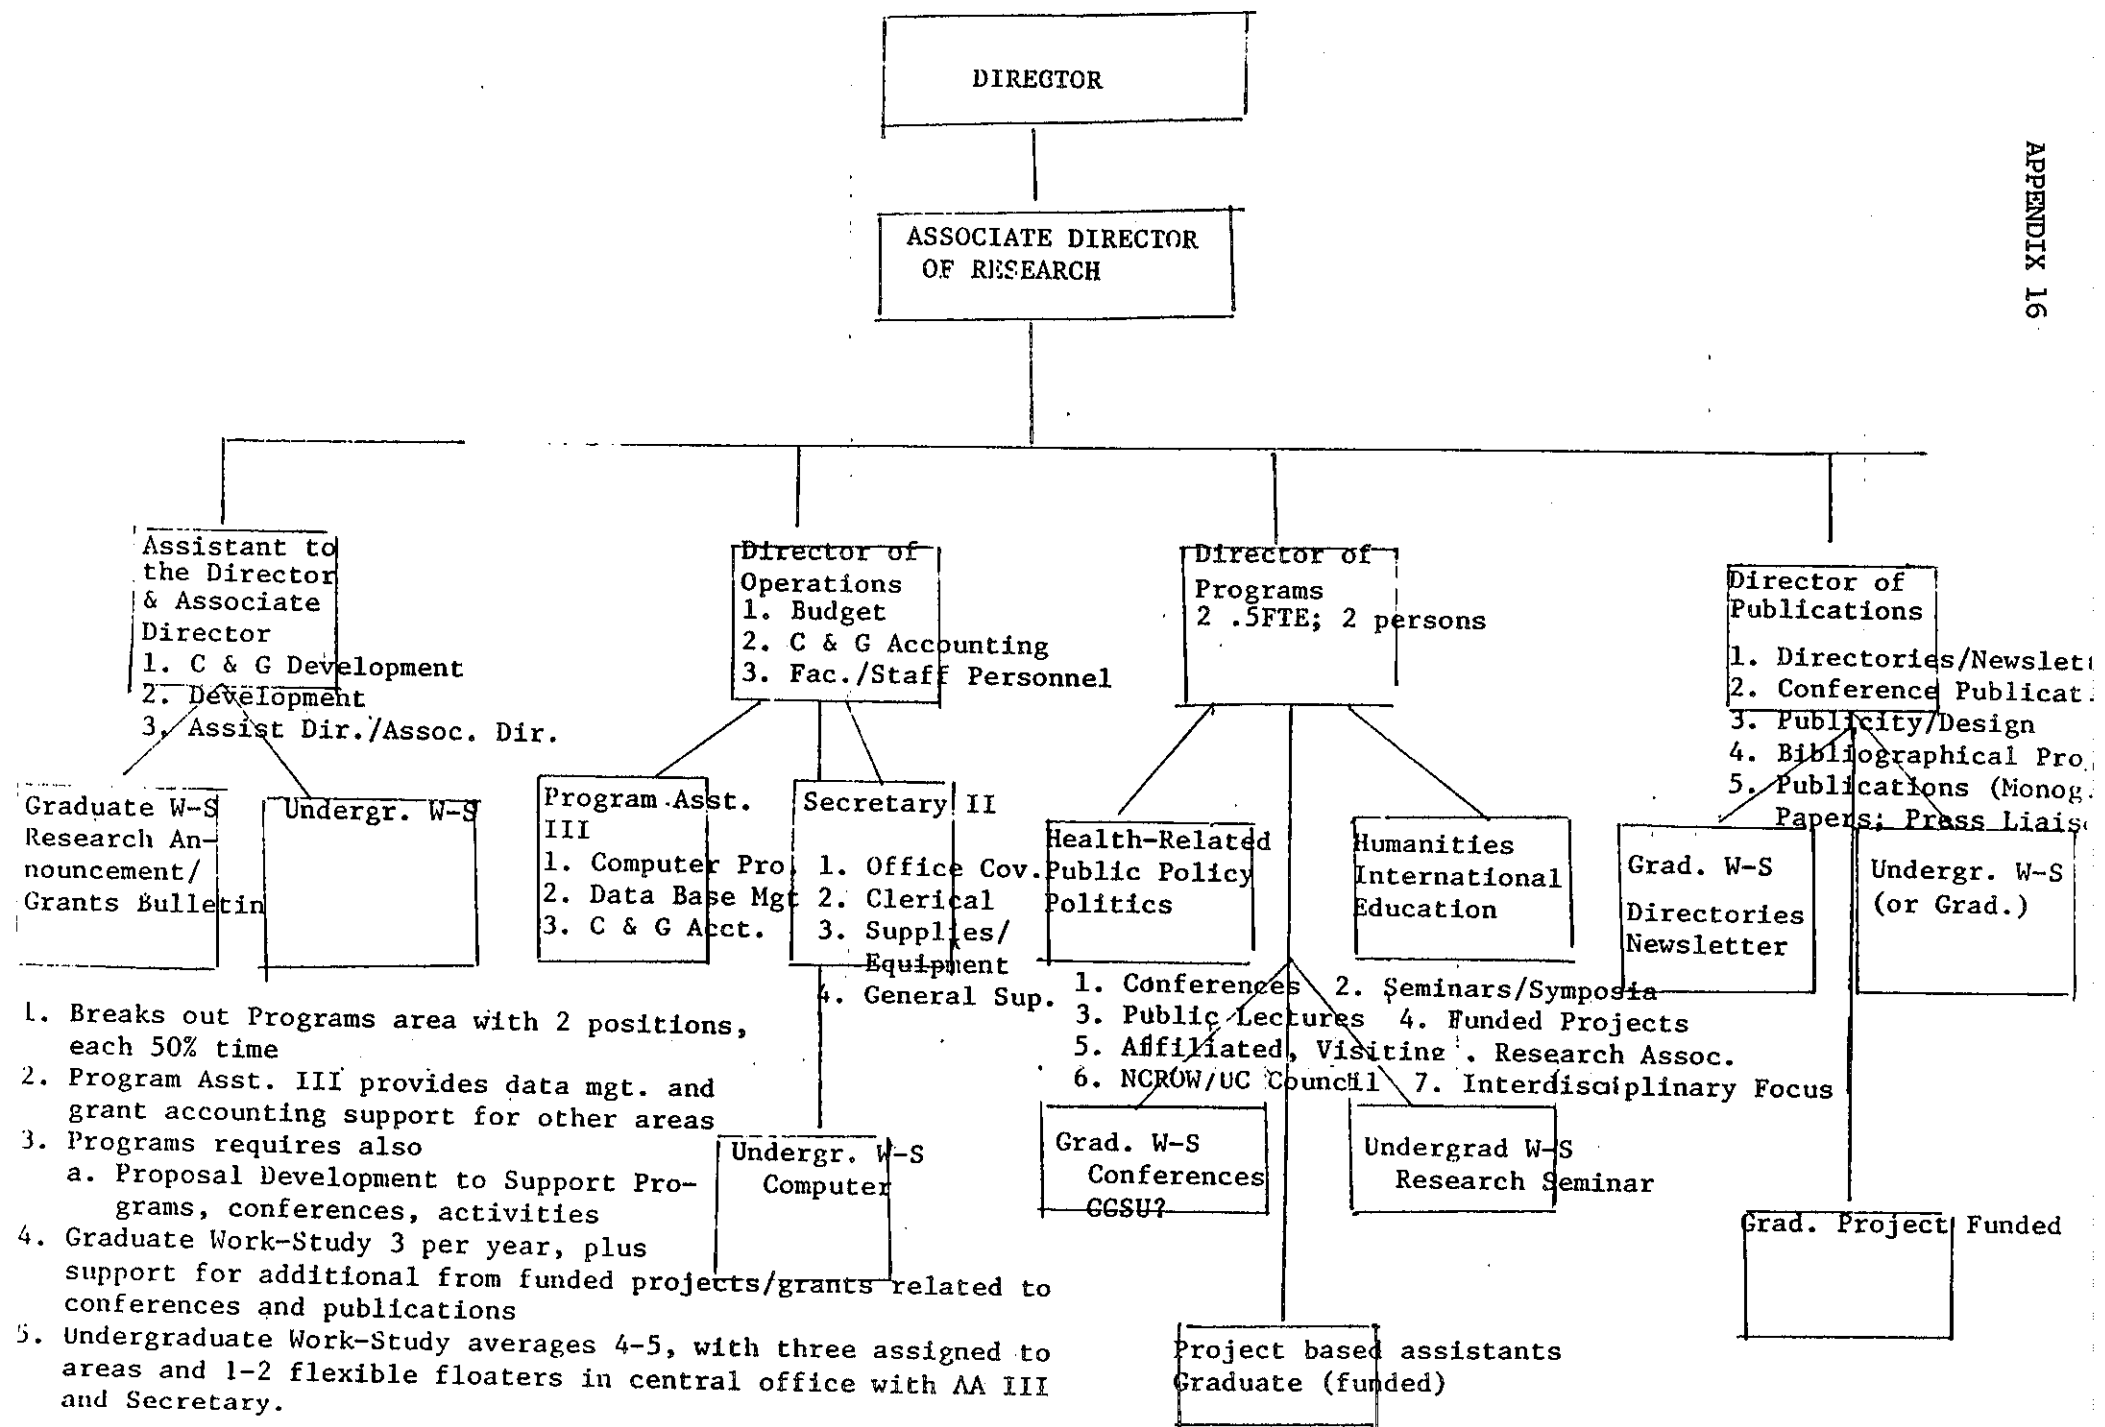 DIRECTOR
APPENDIX 16
ASSOCIATE DIRECTOR
OF RESEARCH
Assistant to
the Director
& Associate
Director
1. C & G Development
2. Development
3. Assist Dir./Assoc. Dir.
Director of
Operations
1. Budget
2. C & G Accounting
3. Fac./Staff Personnel
Director of
Programs
2 .5FTE; 2 persons
Director of
Publications
1. Directories/Newslett
2. Conference Publicat.
3. Publicity/Design
4. Bibliographical Pro
5. Publications (Monog.
Papers; Press Liais
Graduate W-S
Research An-
nouncement/
Grants Bulletin
Undergr. W-S
Program Asst.
III
1. Computer Pro
2. Data Base Mgt
3. C & G Acct.
Secretary II
1. Office Cov.
2. Clerical
3. Supplies/
Equipment
4. General Sup.
Health-Related
Public Policy
Politics
Humanities
International
Education
Grad. W-S
Directories
Newsletter
Undergr. W-S
(or Grad.)
1. Conferences 2. Seminars/Symposia
3. Public Lectures 4. Funded Projects
5. Affiliated, Visiting . Research Assoc.
6. NCROW/UC Council 7. Interdisciplinary Focus
1. Breaks out Programs area with 2 positions,
each 50% time
2. Program Asst. III provides data mgt. and
grant accounting support for other areas
3. Programs requires also
a. Proposal Development to Support Pro-
grams, conferences, activities
4. Graduate Work-Study 3 per year, plus
support for additional from funded projects/grants related to
conferences and publications
5. Undergraduate Work-Study averages 4-5, with three assigned to
areas and 1-2 flexible floaters in central office with AA III
and Secretary.
Undergr. W-S
Computer
Grad. W-S
Conferences
GGSU?
Undergrad W-S
Research Seminar
Grad. Project Funded
Project based assistants
Graduate (funded)